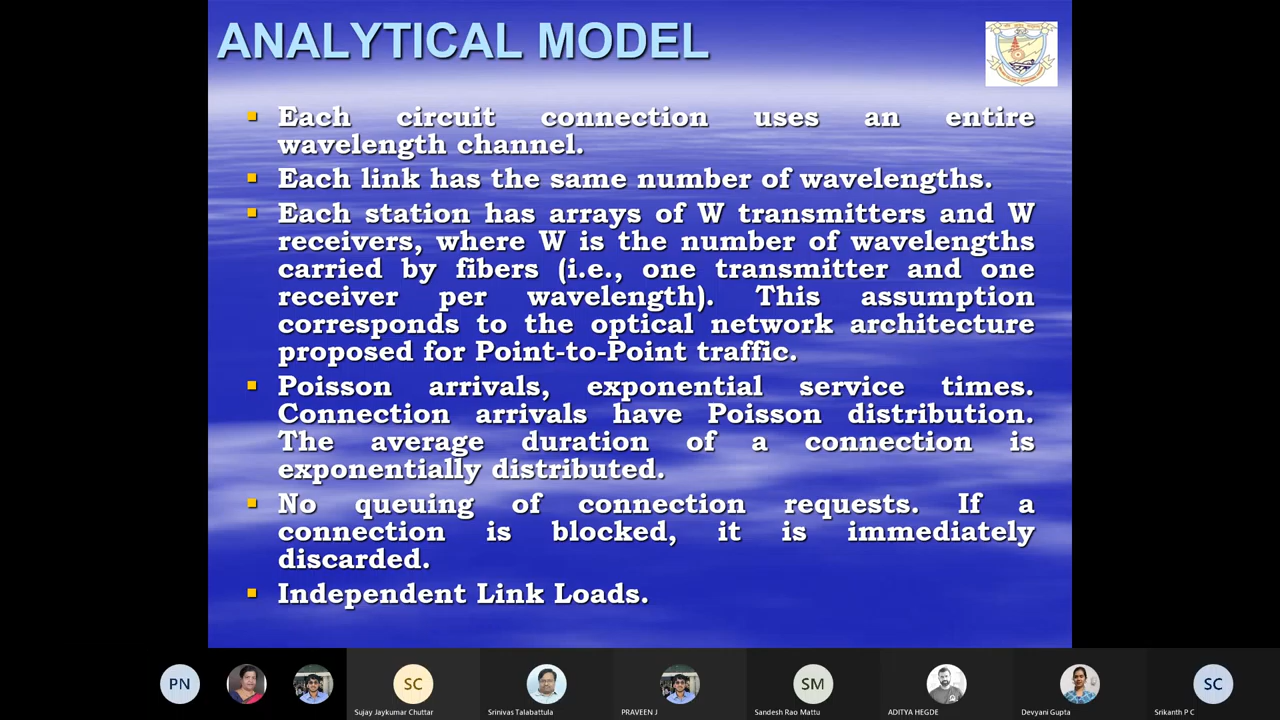 ANALYTICAL MODEL
Each circuit connection uses an entire
wavelength channel.
Each link has the same number of wavelengths.
Each station has arrays of W transmitters and W
receivers, where W is the number of wavelengths
carried by fibers (i.e., one transmitter and one
receiver per wavelength). This assumption
corresponds to the optical network architecture
proposed for Point-to-Point traffic.
Poisson arrivals, exponential service times.
Connection arrivals have Poisson distribution.
The average duration of a connection is
exponentially distributed.
No queuing of connection requests. If a
connection is blocked, it is immediately
discarded.
Independent Link Loads.
PN
SC
SM
SC
Sujay Jaykumar Chuttar
Srinivas Talabattula
PRAVEEN J
Sandesh Rao Mattu
ADITYA HEGDE
Devyani Gupta
Srikanth P C